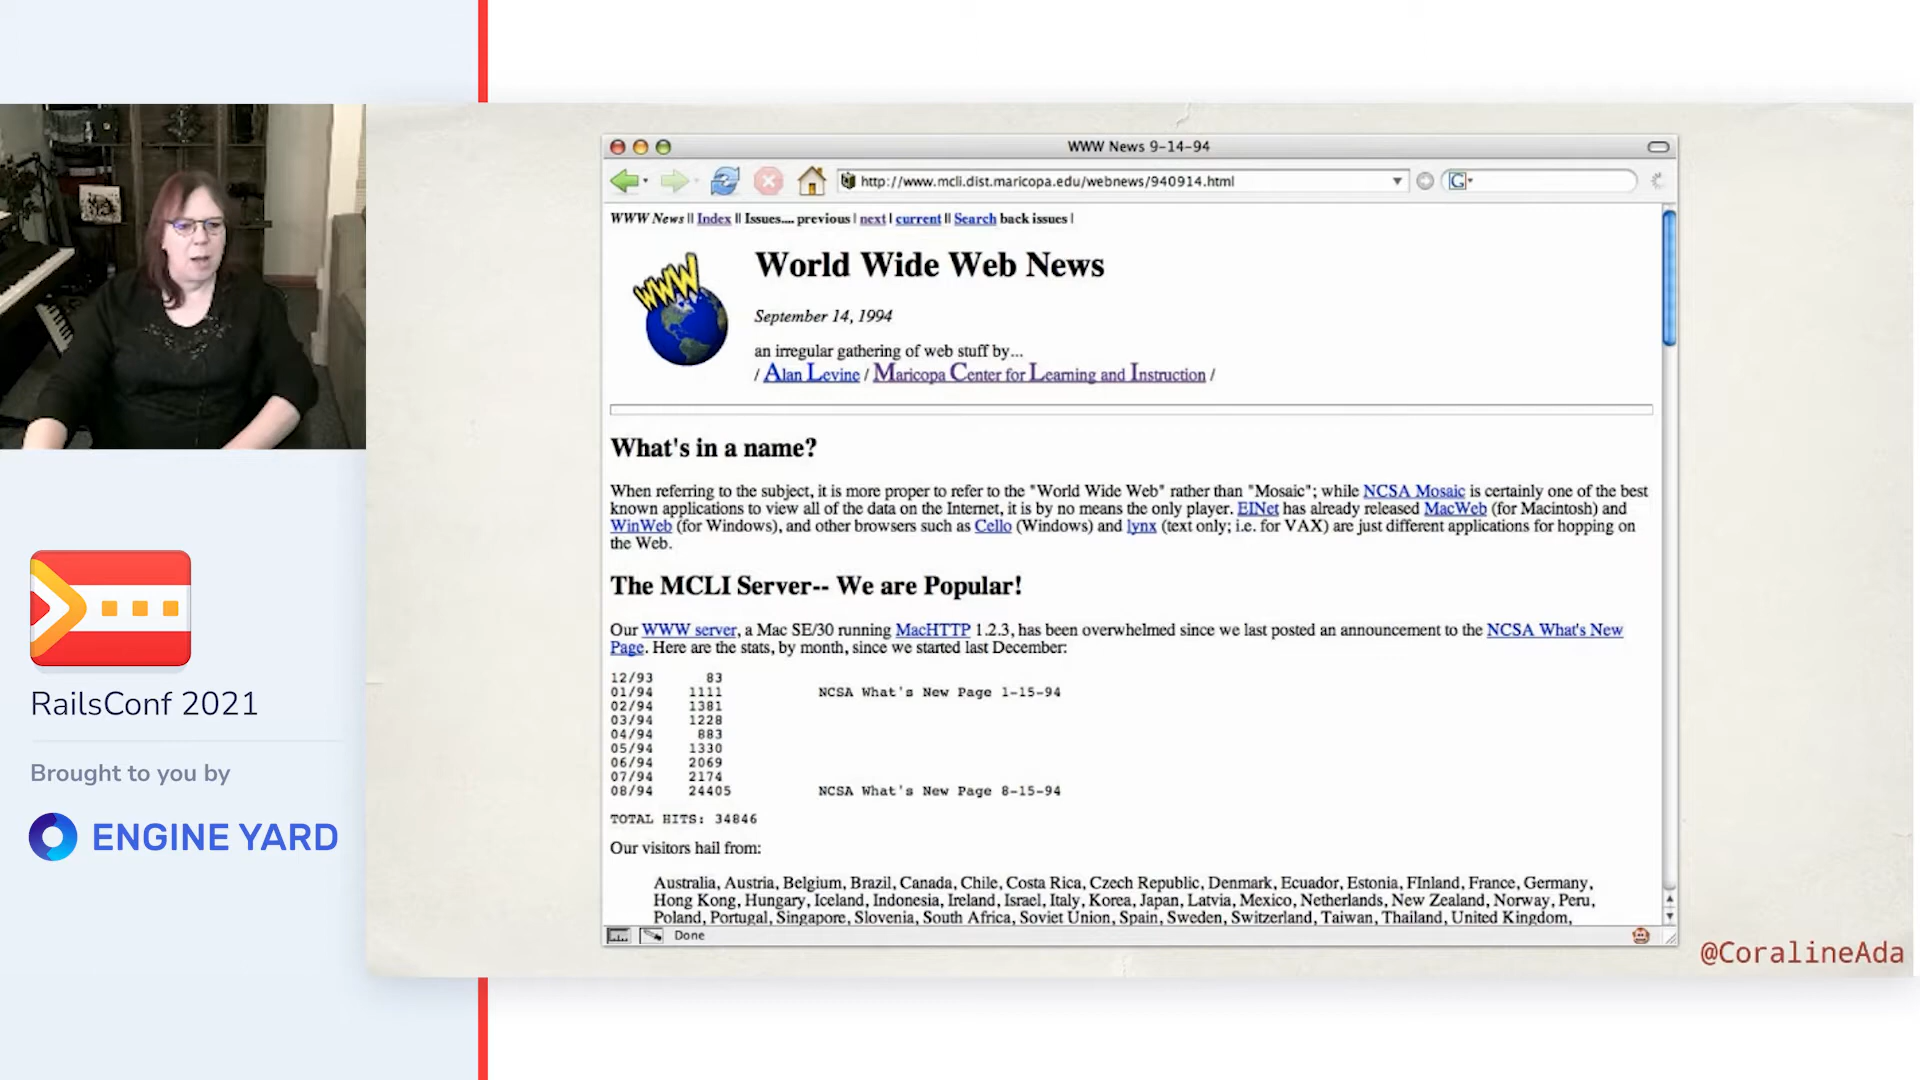 WWW News 9-14-94
http://www.mcli.dist.maricopa.edu/webnews/940914.html
WWW News || Index || Issues.... previous | next | current || Search back issues |
WWW
World Wide Web News
September 14, 1994
an irregular gathering of web stuff by...
/ Alan Levine / Maricopa Center for Learning and Instruction /
What's in a name?
When referring to the subject, it is more proper to refer to the "World Wide Web" rather than "Mosaic"; while NCSA Mosaic is certainly one of the best
known applications to view all of the data on the Internet, it is by no means the only player. EINet has already released MacWeb (for Macintosh) and
WinWeb (for Windows), and other browsers such as Cello (Windows) and lynx (text only; i.e. for VAX) are just different applications for hopping on
the Web.
The MCLI Server-- We are Popular!
Our WWW server, a Mac SE/30 running MacHTTP 1.2.3, has been overwhelmed since we last posted an announcement to the NCSA What's New
Page. Here are the stats, by month, since we started last December:
12/93 83
01/94 1111 NCSA What's New Page 1-15-94
02/94 1381
03/94 1228
04/94 883
05/94 1330
06/94 2069
07/94 2174
08/94 24405 NCSA What's New Page 8-15-94
TOTAL HITS: 34846
Our visitors hail from:
Australia, Austria, Belgium, Brazil, Canada, Chile, Costa Rica, Czech Republic, Denmark, Ecuador, Estonia, FInland, France, Germany,
Hong Kong, Hungary, Iceland, Indonesia, Ireland, Israel, Italy, Korea, Japan, Latvia, Mexico, Netherlands, New Zealand, Norway, Peru,
Poland, Portugal, Singapore, Slovenia, South Africa, Soviet Union, Spain, Sweden, Switzerland, Taiwan, Thailand, United Kingdom,
Done
@CoralineAda
RailsConf 2021
Brought to you by
ENGINE YARD